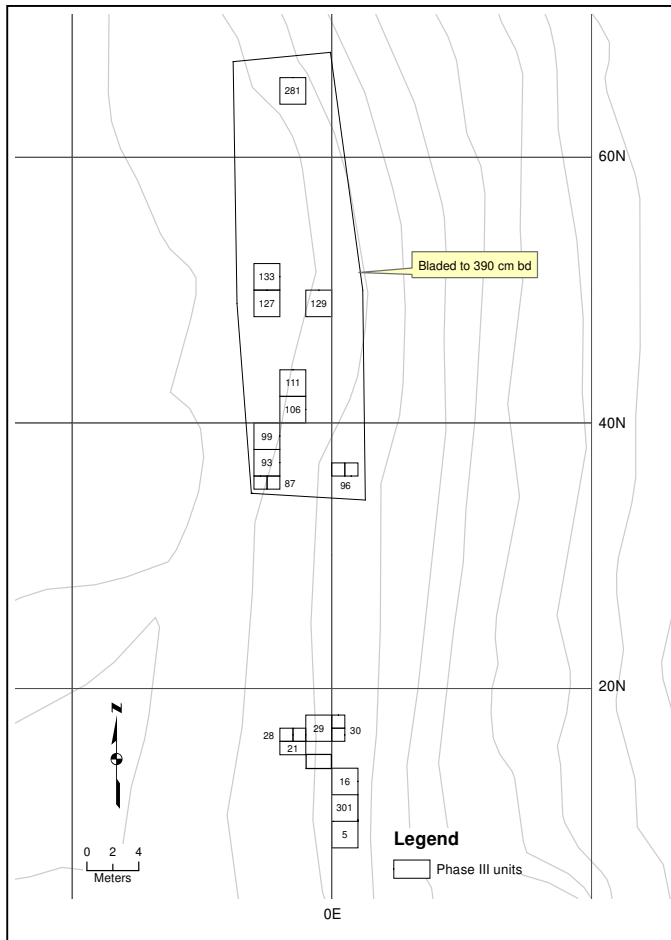 281
60N
Bladed to 390 cm bd
133
127
129
111
106
40N
99
93
87
96
20N
29
28
30
21
16
301
5
N
0 2 4
Meters
Legend
Phase III units
0E